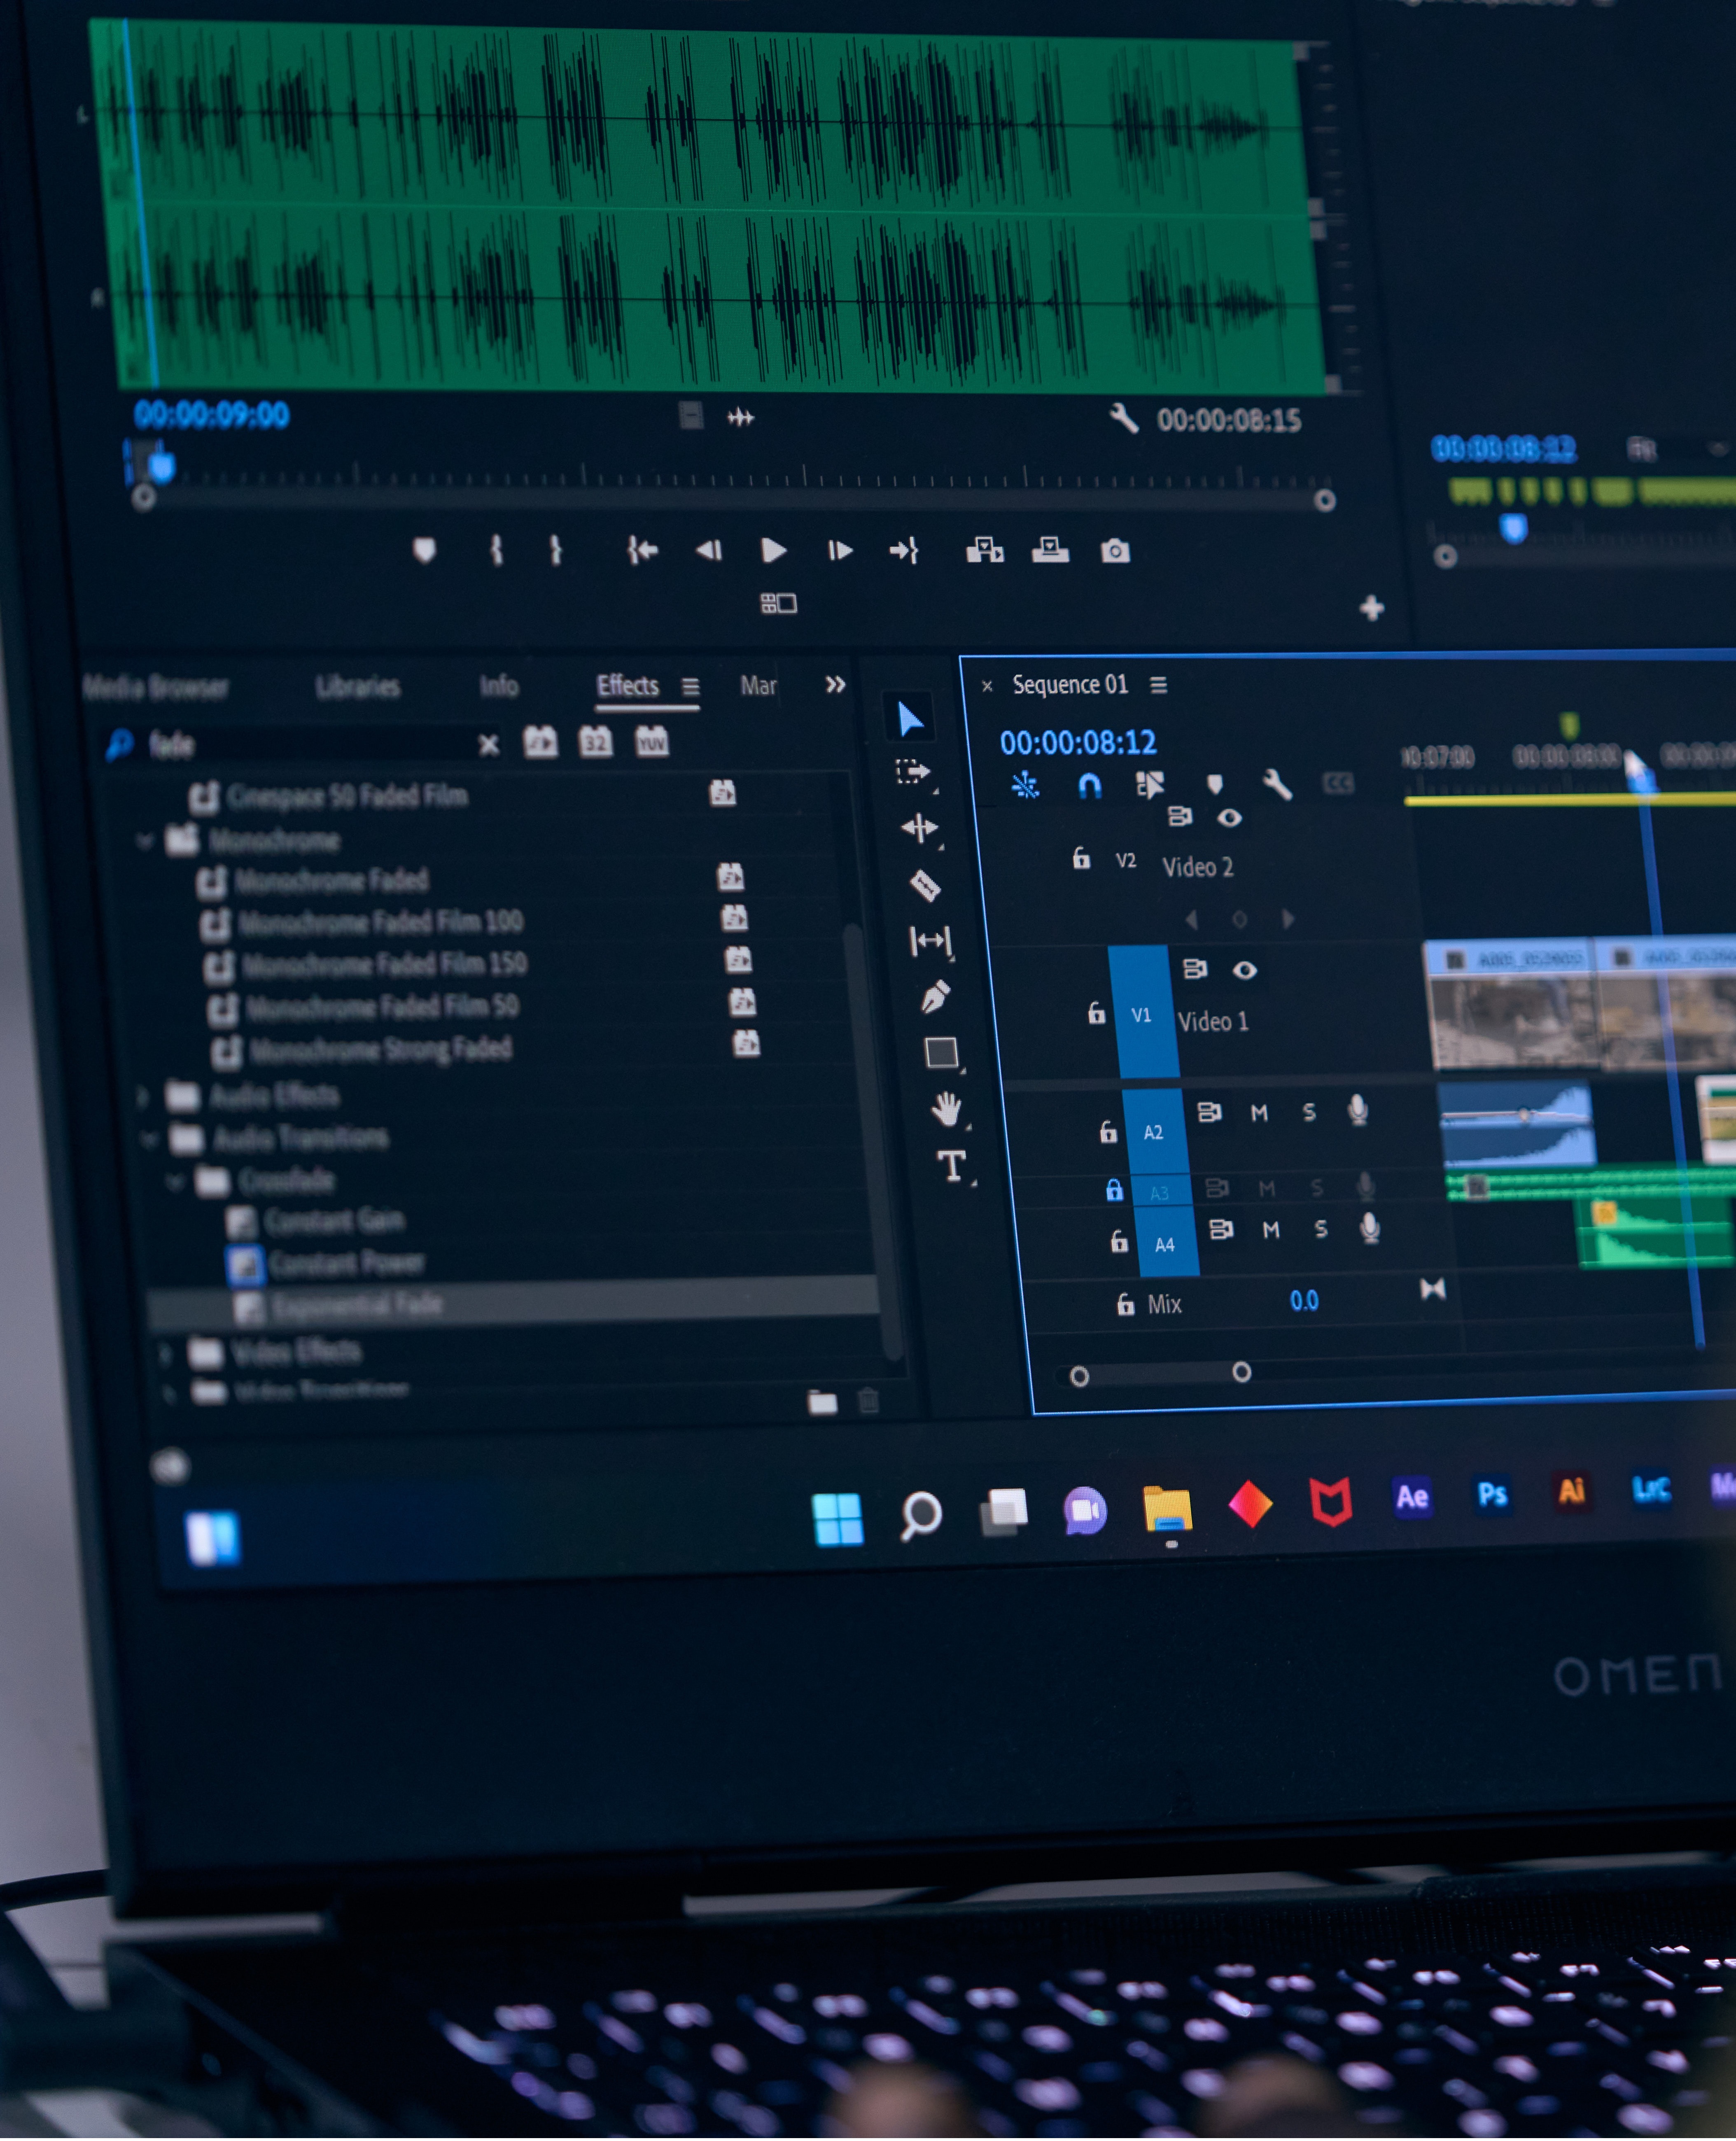 L
R
00:00:09:00
00:00:08:15
00:00:08:12 Fit
Media Browser Libraries Info Effects Mar
fade
32 YUV
Cinespace 50 Faded Film
Monochrome
Monochrome Faded
Monochrome Faded Film 100
Monochrome Faded Film 150
Monochrome Faded Film 50
Monochrome Strong Faded
Audio Effects
Audio Transitions
Crossfade
Constant Gain
Constant Power
Exponential Fade
Video Effects
Video Transitions
Sequence 01
00:00:08:12
0:07:00 00:00:08:00
CC
V2 Video 2
V1 Video 1
A2 M S
A3 M S
A4 M S
Mix 0.0
fx
Ae Ps Ai LrC Me
OMEN